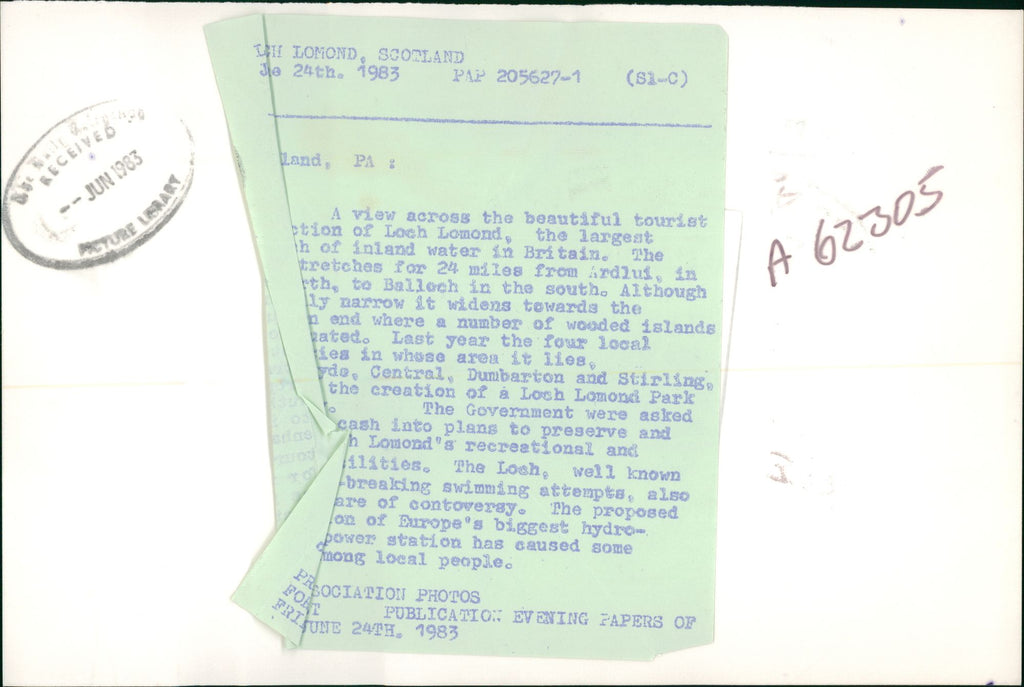 LOMOND, SCOTLAND
24th. 1983 PAP 205627-1 (S1-C)
land, PA :
A view across the beautiful tourist
ction of Loch Lomond, the largest
h of inland water in Britain. The
tretches for 24 miles from Ardlui, in
rth, to Balloch in the south. Although
ly narrow it widens towards the
n end where a number of wooded islands
cated. Last year the four local
ies in whose area it lies,
yde, Central, Dumbarton and Stirling,
the creation of a Loch Lomond Park
The Government were asked
cash into plans to preserve and
h Lomond's recreational and
ilities. The Loch, well known
-breaking swimming attempts, also
are of contoversy. The proposed
ion of Europe's biggest hydro-
power station has caused some
mong local people.
PR
SOCIATION PHOTOS
FOR PUBLICATION EVENING PAPERS OF
FRI
JUNE 24TH. 1983
RECEIVED
-- JUN 1983
PICTURE LIBRARY
A 62305